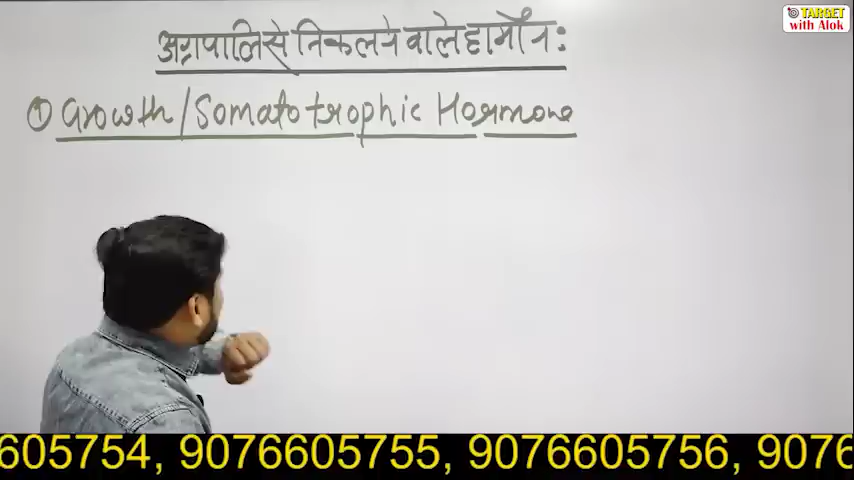 TARGET
with Alok
अग्रपालि से निकलने वाले हार्मोन:
① Growth/Somatotrophic Hormone
605754, 9076605755, 9076605756, 9076